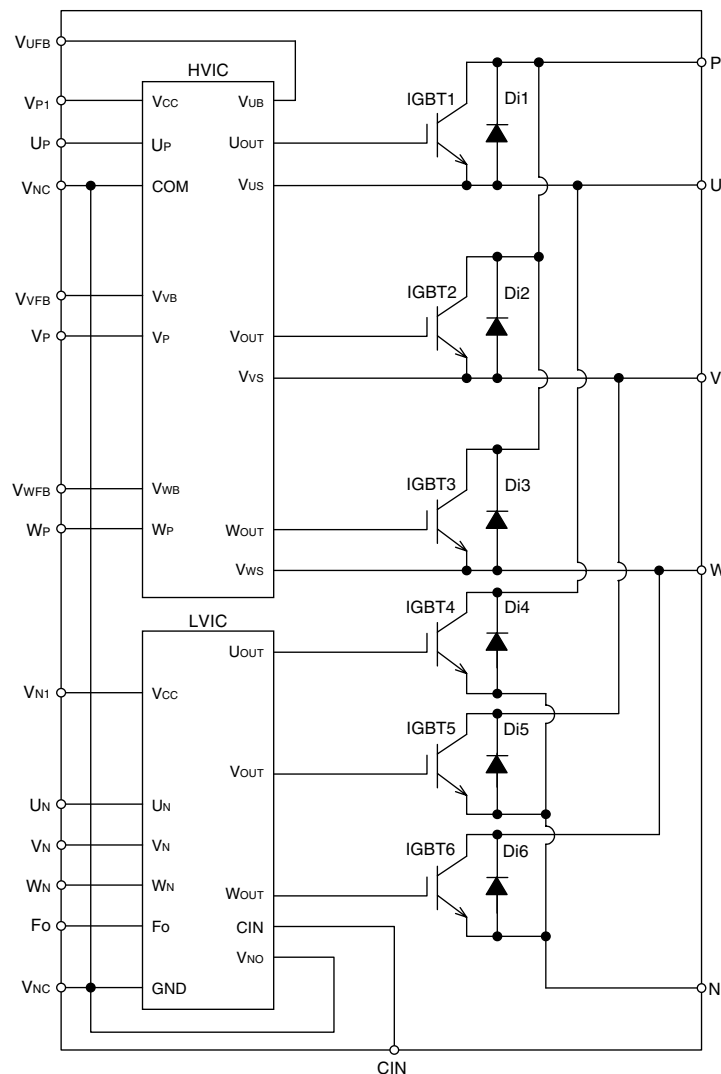 VUFB
HVIC
P
VP1
VCC
VUB
IGBT1
Di1
UP
UP
UOUT
VNC
COM
VUS
U
VVFB
VVB
IGBT2
Di2
VP
VP
VOUT
VVS
V
VWFB
VWB
IGBT3
Di3
WP
WP
WOUT
VWS
W
LVIC
IGBT4
Di4
UOUT
VN1
VCC
IGBT5
Di5
VOUT
UN
UN
VN
VN
IGBT6
Di6
WN
WN
WOUT
Fo
Fo
CIN
VNO
VNC
GND
N
CIN